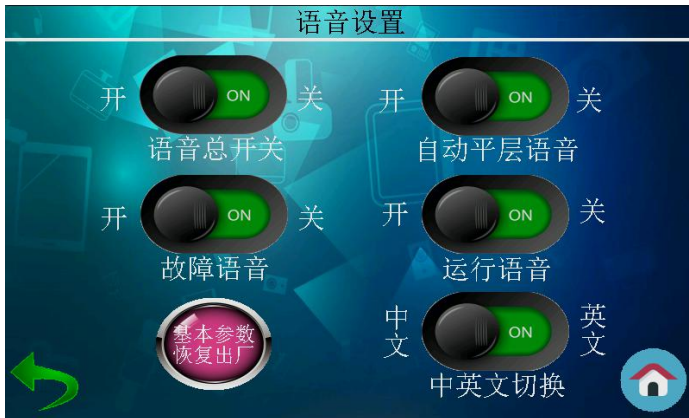 语音设置
开 ON 关 开 ON 关
语音总开关 自动平层语音
开 ON 关 开 ON 关
故障语音 运行语音
基本参数
恢复出厂
中文 ON 英文
中英文切换